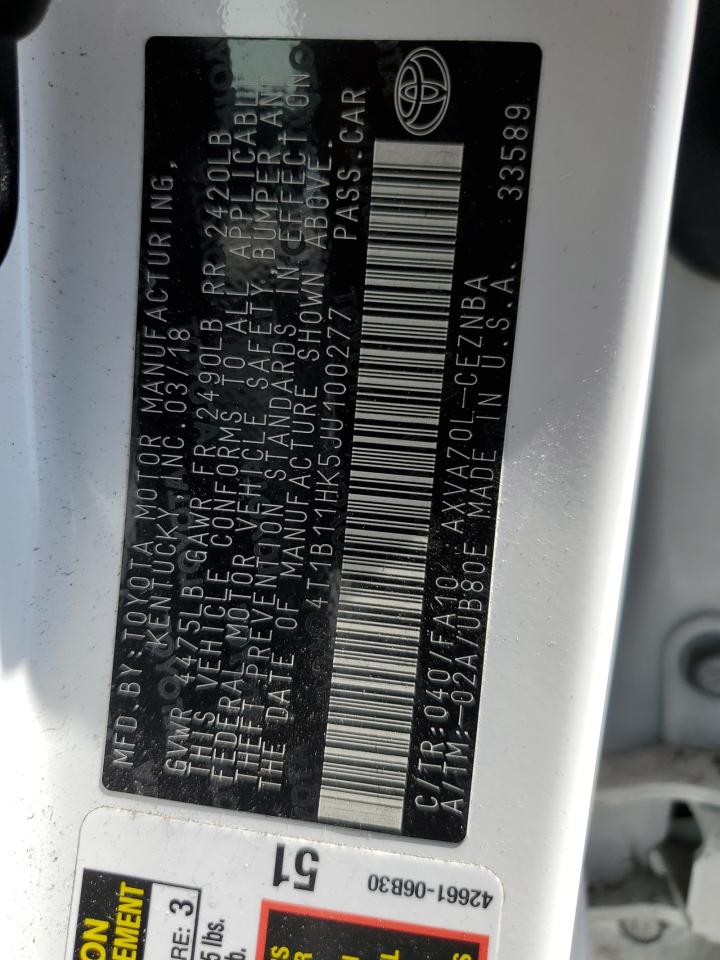 MFD.BY:TOYOTA MOTOR MANUFACTURING,
KENTUCKY INC.03/18
GVWR 4475LB GAWR FR 2490LB RR 2420LB
THIS VEHICLE CONFORMS TO ALL APPLICABLE
FEDERAL MOTOR VEHICLE SAFETY,BUMPER,AND
THEFT PREVENTION STANDARDS IN EFFECT ON
THE DATE OF MANUFACTURE SHOWN ABOVE.
4T1B11HK5JU100277 PASS.CAR
C/TR:040/FA10 AXVA70L-CEZNBA
A/TM:-02A/UB80E MADE IN U.S.A. 33589
51
42661-06B30
3
5 lbs.